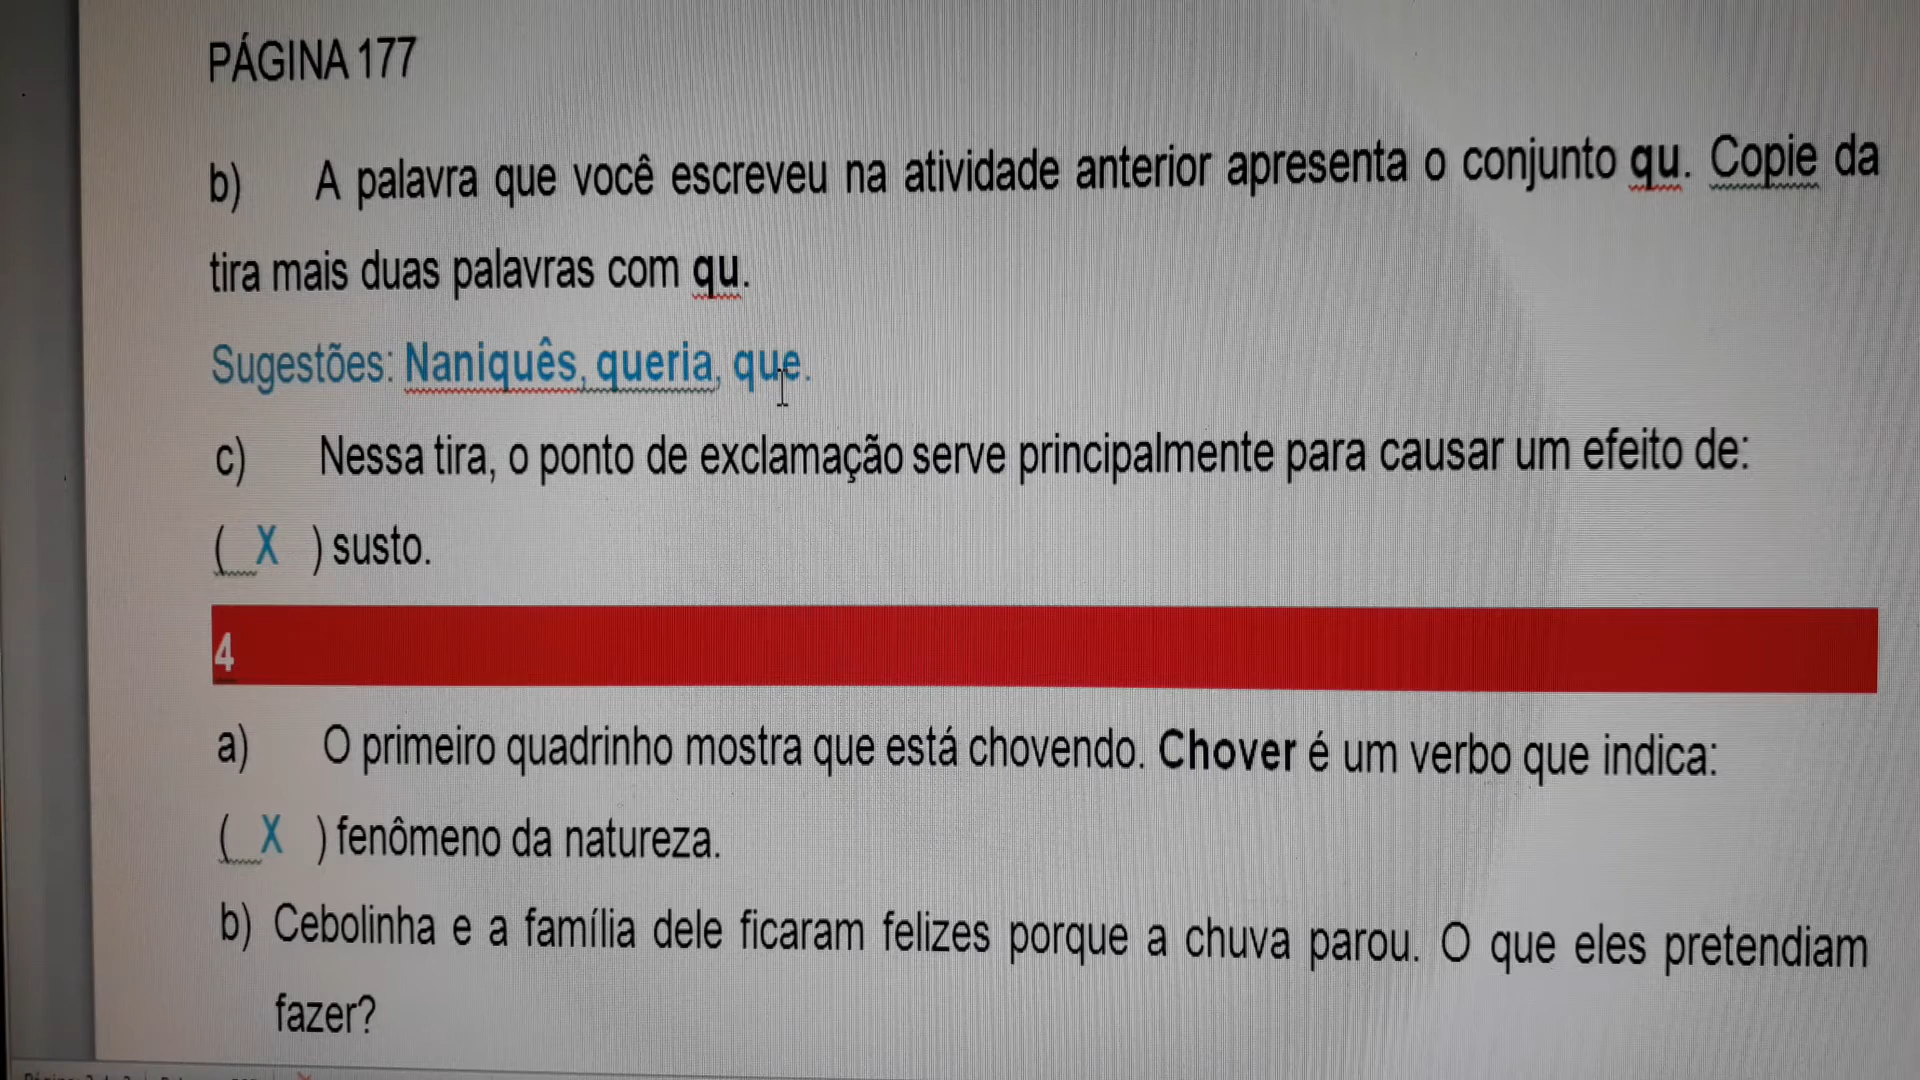 PÁGINA 177
b) A palavra que você escreveu na atividade anterior apresenta o conjunto qu. Copie da
tira mais duas palavras com qu.
Sugestões: Naniquês, queria, que.
c) Nessa tira, o ponto de exclamação serve principalmente para causar um efeito de:
( X ) susto.
4
a) O primeiro quadrinho mostra que está chovendo. Chover é um verbo que indica:
( X ) fenômeno da natureza.
b) Cebolinha e a família dele ficaram felizes porque a chuva parou. O que eles pretendiam
fazer?